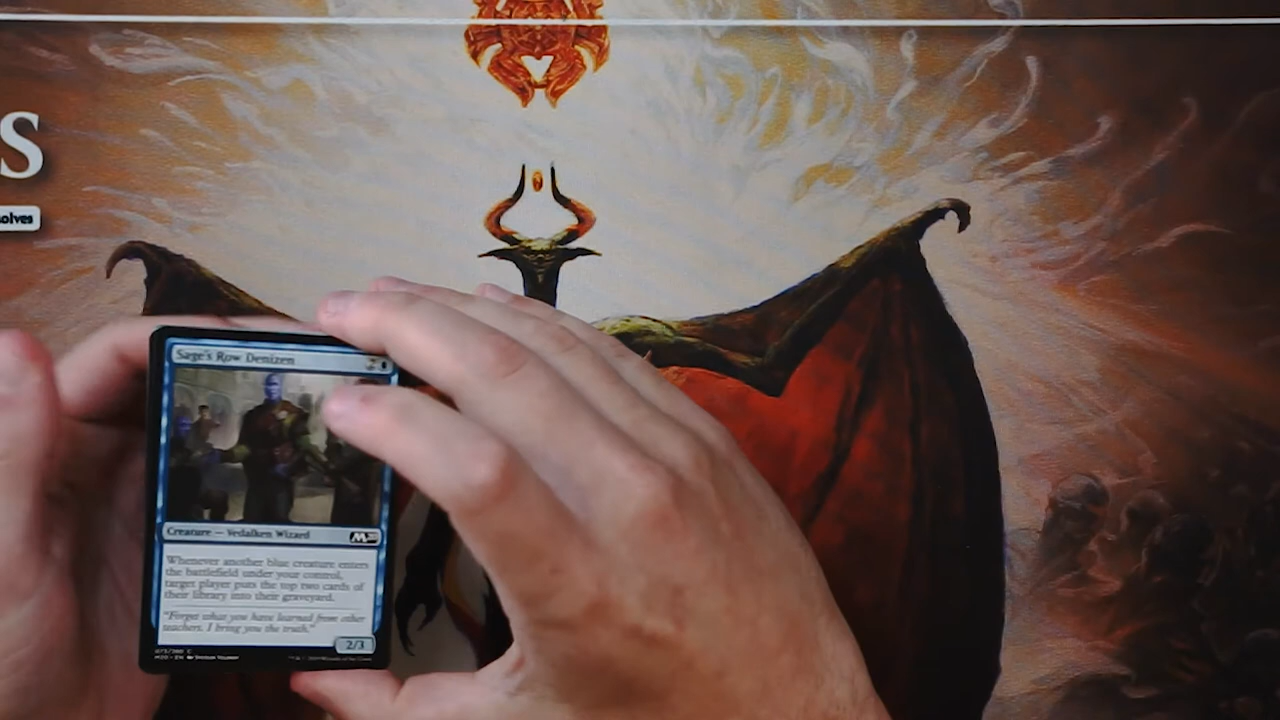 S
solves
Sage's Row Denizen
Creature — Vedalken Wizard
Whenever another blue creature enters
the battlefield under your control,
target player puts the top two cards of
their library into their graveyard.
"Forget what you have learned from other
teachers. I bring you the truth."
2/3